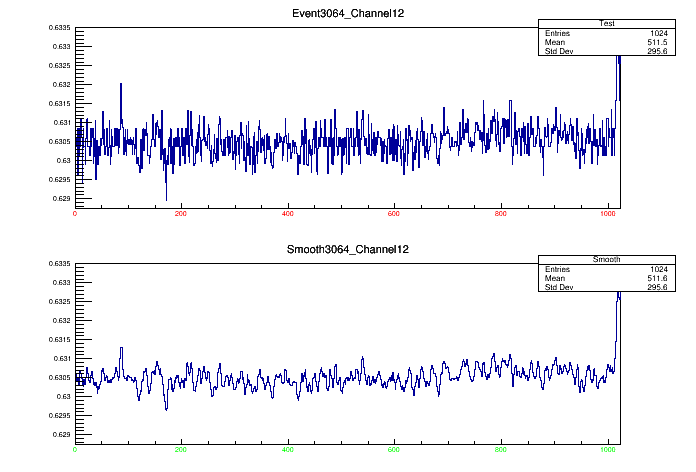 Event3064_Channel12
Test
Entries 1024
Mean 511.5
Std Dev 295.6
0.6335
0.633
0.6325
0.632
0.6315
0.631
0.6305
0.63
0.6295
0.629
0 200 400 600 800 1000
Smooth3064_Channel12
Smooth
Entries 1024
Mean 511.6
Std Dev 295.6
0.6335
0.633
0.6325
0.632
0.6315
0.631
0.6305
0.63
0.6295
0.629
0 200 400 600 800 1000